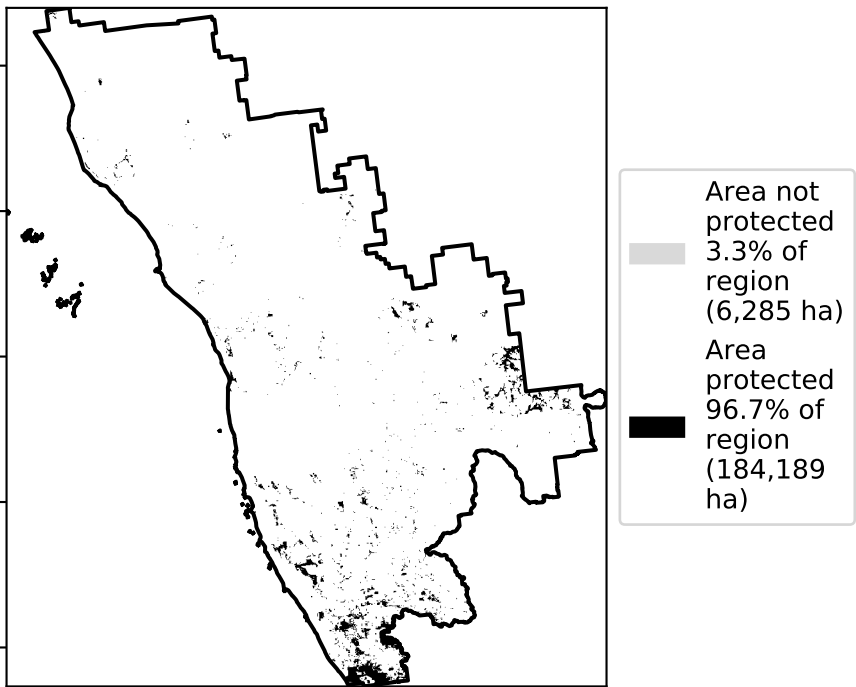 Area not
protected
3.3% of
region
(6,285 ha)
Area
protected
96.7% of
region
(184,189
ha)